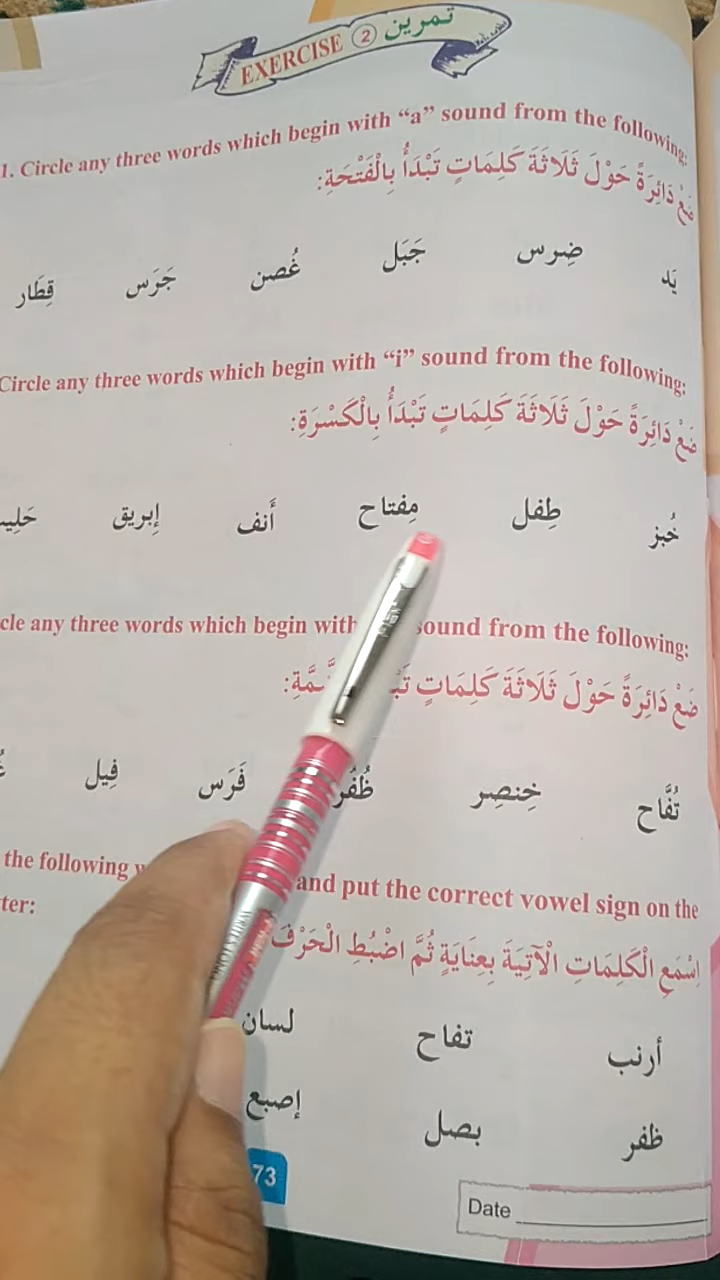 EXERCISE 2 تمرين
1. Circle any three words which begin with “a” sound from the following:
ضَعْ دَائِرَةً حَوْلَ ثَلَاثَةَ كَلِمَاتٍ تَبْدَأُ بِالْفَتْحَةِ:
يَد ضِرس جَبَل غُصن جَرَس قِطَار
Circle any three words which begin with “i” sound from the following:
ضَعْ دَائِرَةً حَوْلَ ثَلَاثَةَ كَلِمَاتٍ تَبْدَأُ بِالْكَسْرَةِ:
خُبز طِفل مِفتاح أَنف إِبريق
any three words which begin with sound from the following:
ضَعْ دَائِرَةً حَوْلَ ثَلَاثَةَ كَلِمَاتٍ
تُفَّاح خِنصِر ظُفُر فَرَس فِيل
the following and put the correct vowel sign on the
اِسْمَعِ الْكَلِمَاتِ الْآتِيَةَ بِعِنَايَةٍ ثُمَّ اضْبُطِ الْحَرْفَ
أرنب تفاح لسان
ظفر بصل إصبع
73
Date